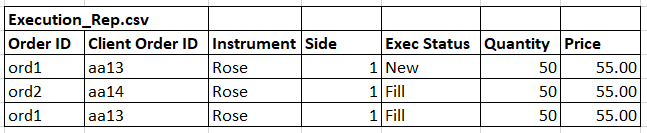 Execution_Rep.csv
Order ID Client Order ID Instrument Side Exec Status Quantity Price
ord1 aa13 Rose 1 New 50 55.00
ord2 aa14 Rose 1 Fill 50 55.00
ord1 aa13 Rose 1 Fill 50 55.00